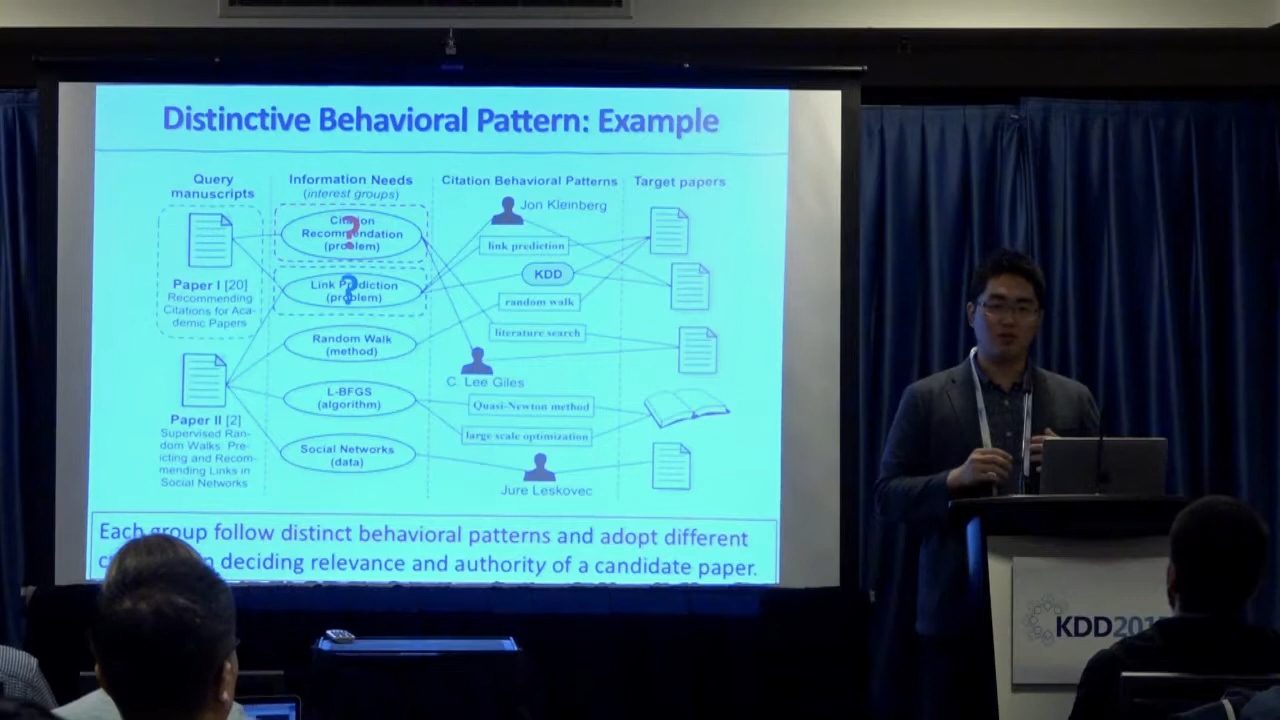 Distinctive Behavioral Pattern: Example
Query
manuscripts
Information Needs
(interest groups)
Citation Behavioral Patterns
Target papers
Jon Kleinberg
Recommendation
(problem)
link prediction
KDD
Paper I [20]
Recommending
Citations for Aca-
demic Papers
Link
(problem)
random walk
literature search
Random Walk
(method)
C. Lee Giles
L-BFGS
(algorithm)
Quasi-Newton method
large scale optimization
Paper II [2]
Supervised Ran-
dom Walks: Pre-
icting and Recom-
mending Links in
Social Networks
Social Networks
(data)
Jure Leskovec
Each group follow distinct behavioral patterns and adopt different
deciding relevance and authority of a candidate paper.